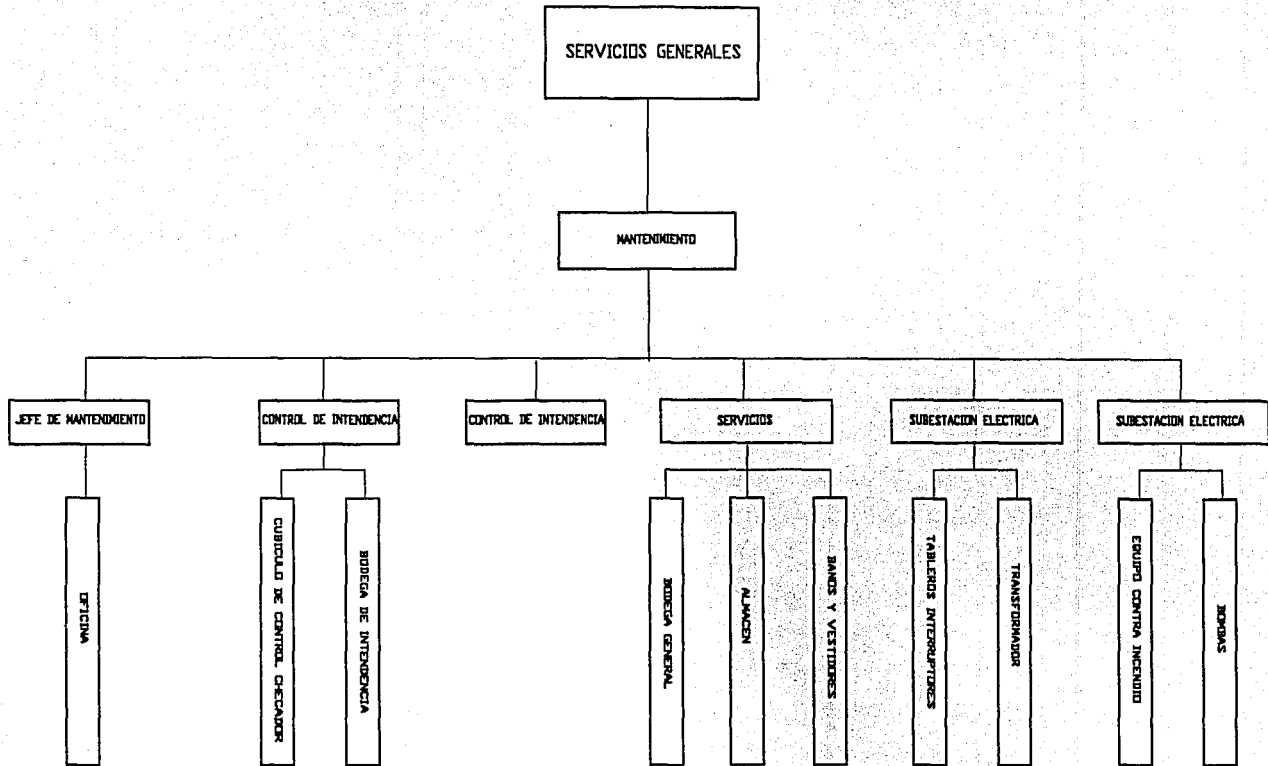 SERVICIOS GENERALES
MANTENIMIENTO
JEFE DE MANTENIMIENTO
CONTROL DE INTENDENCIA
CONTROL DE INTENDENCIA
SERVICIOS
SUBESTACION ELECTRICA
SUBESTACION ELECTRICA
OFICINA
CUBICULO DE CONTROL CHECADOR
BODEGA DE INTENDENCIA
BODEGA GENERAL
ALMACEN
BANOS Y VESTIDORES
TABLEROS INTERRUPTORES
TRANSFORMADOR
EQUIPO CONTRA INCENDIO
BOMBAS